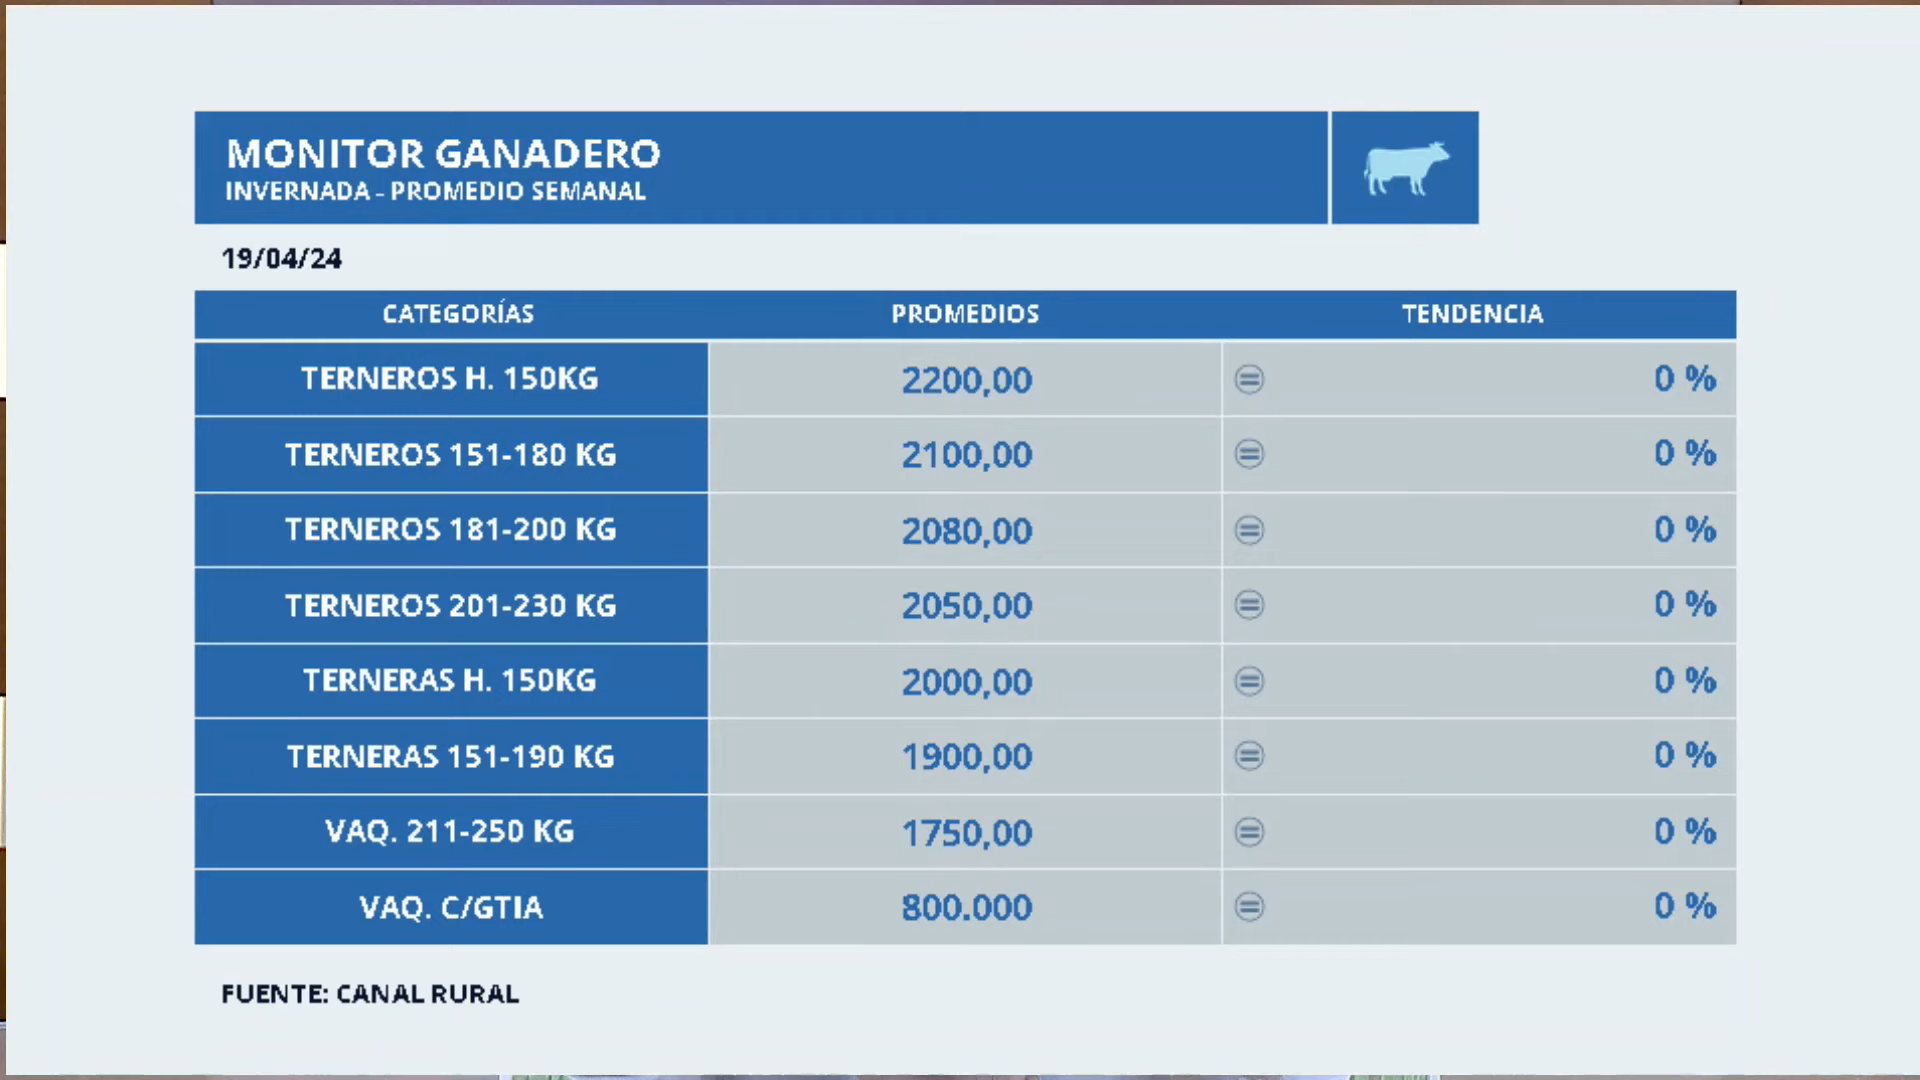 MONITOR GANADERO
INVERNADA - PROMEDIO SEMANAL
19/04/24
CATEGORÍAS PROMEDIOS TENDENCIA
TERNEROS H. 150KG 2200,00 = 0 %
TERNEROS 151-180 KG 2100,00 = 0 %
TERNEROS 181-200 KG 2080,00 = 0 %
TERNEROS 201-230 KG 2050,00 = 0 %
TERNERAS H. 150KG 2000,00 = 0 %
TERNERAS 151-190 KG 1900,00 = 0 %
VAQ. 211-250 KG 1750,00 = 0 %
VAQ. C/GTIA 800.000 = 0 %
FUENTE: CANAL RURAL